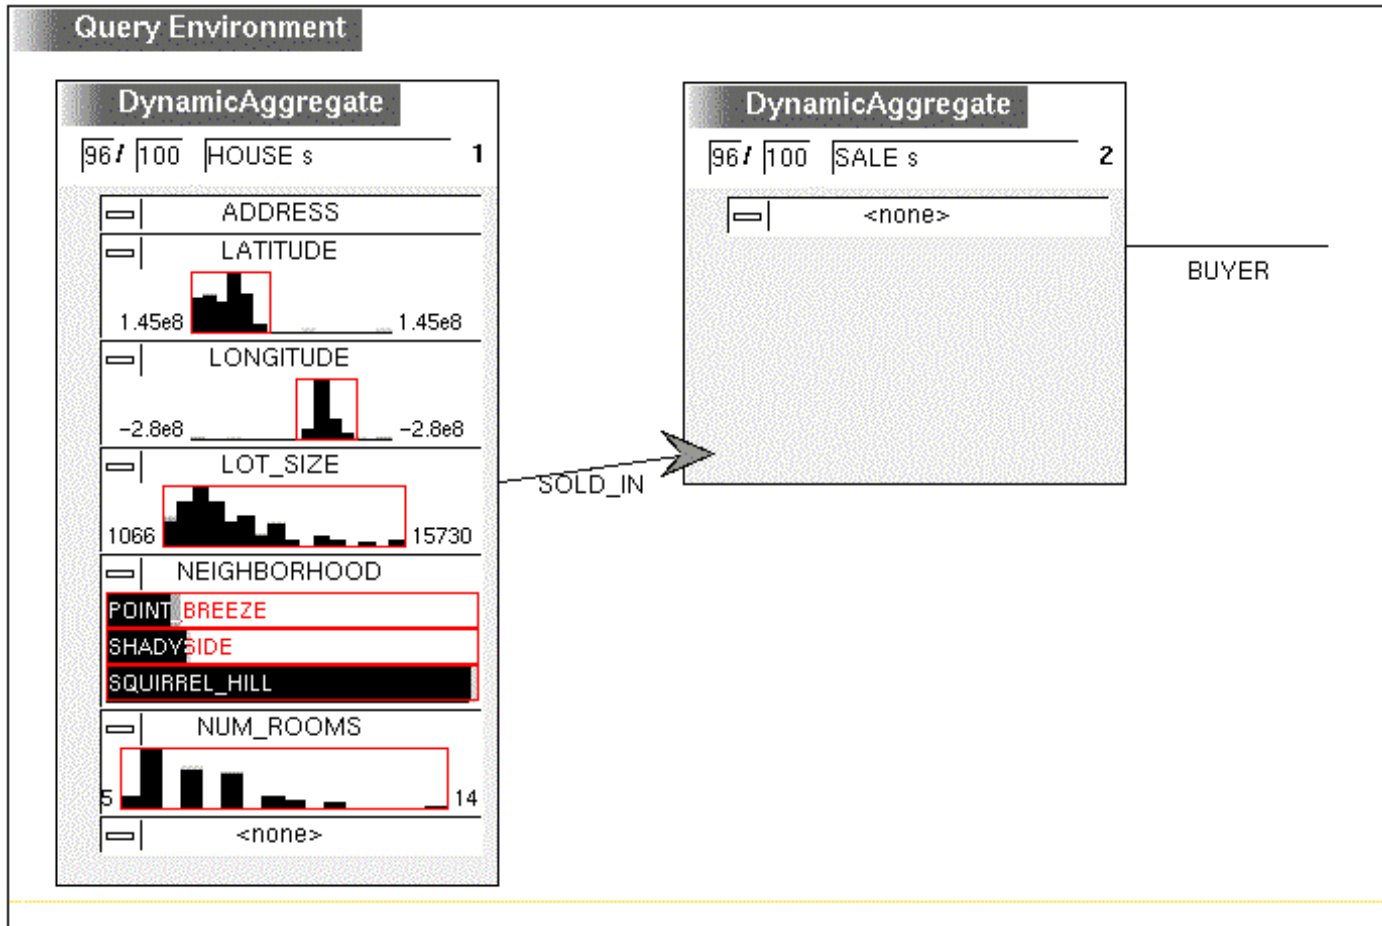 Query Environment
DynamicAggregate
96/ 100 HOUSE s 1
ADDRESS
LATITUDE
1.45e8 1.45e8
LONGITUDE
-2.8e8 -2.8e8
LOT_SIZE
1066 15730
NEIGHBORHOOD
POINT_BREEZE
SHADYSIDE
SQUIRREL_HILL
NUM_ROOMS
5 14
<none>
SOLD_IN
DynamicAggregate
96/ 100 SALE s 2
<none>
BUYER